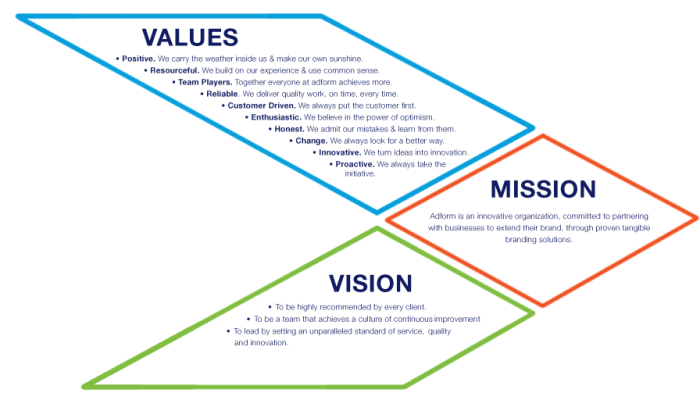 VALUES
• Positive. We carry the weather inside us & make our own sunshine.
• Resourceful. We build on our experience & use common sense.
• Team Players. Together everyone at adform achieves more.
• Reliable. We deliver quality work, on time, every time.
• Customer Driven. We always put the customer first.
• Enthusiastic. We believe in the power of optimism.
• Honest. We admit our mistakes & learn from them.
• Change. We always look for a better way.
• Innovative. We turn ideas into innovation.
• Proactive. We always take the
initiative.
MISSION
Adform is an innovative organization, committed to partnering
with businesses to extend their brand, through proven tangible
branding solutions.
VISION
• To be highly recommended by every client.
• To be a team that achieves a culture of continuous improvement
• To lead by setting an unparalleled standard of service, quality
and innovation.